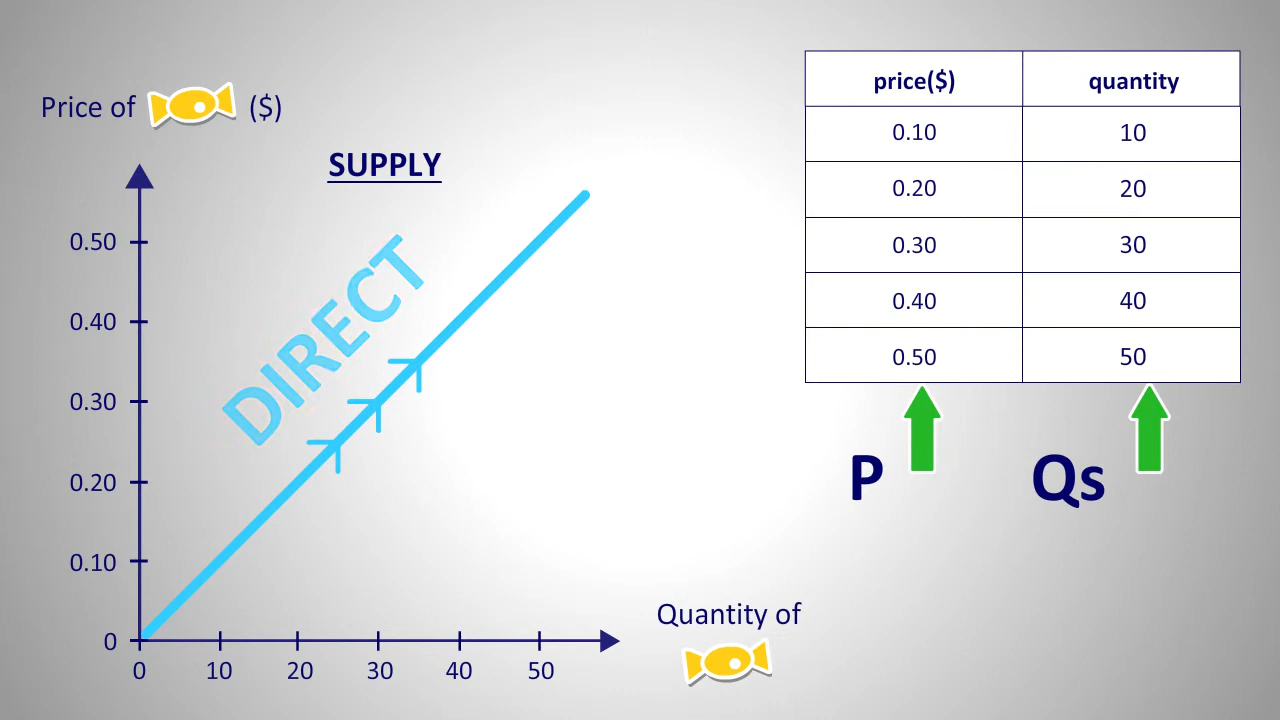 Price of ($)
SUPPLY
DIRECT
0.50
0.40
0.30
0.20
0.10
0
0 10 20 30 40 50
Quantity of
price($) quantity
0.10 10
0.20 20
0.30 30
0.40 40
0.50 50
P Qs